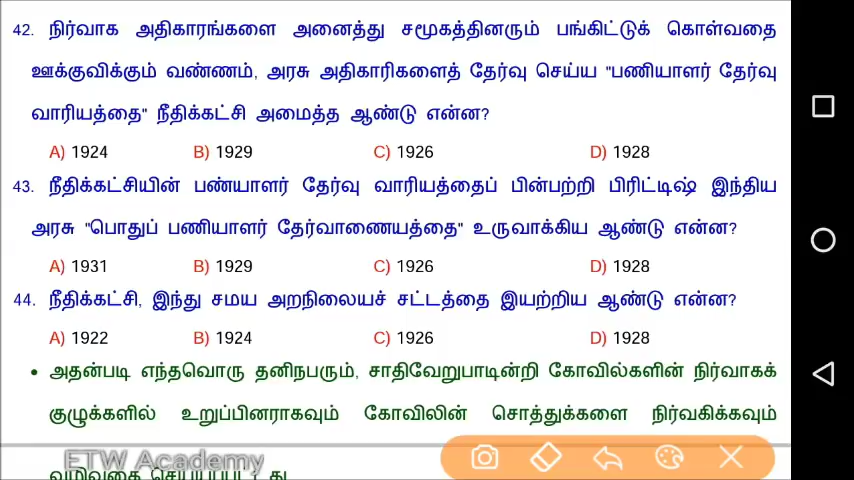 42. நிர்வாக அதிகாரங்களை அனைத்து சமூகத்தினரும் பங்கிட்டுக் கொள்வதை
ஊக்குவிக்கும் வண்ணம், அரசு அதிகாரிகளைத் தேர்வு செய்ய "பணியாளர் தேர்வு
வாரியத்தை" நீதிக்கட்சி அமைத்த ஆண்டு என்ன?
A) 1924 B) 1929 C) 1926 D) 1928
43. நீதிக்கட்சியின் பண்யாளர் தேர்வு வாரியத்தைப் பின்பற்றி பிரிட்டிஷ் இந்திய
அரசு "பொதுப் பணியாளர் தேர்வாணையத்தை" உருவாக்கிய ஆண்டு என்ன?
A) 1931 B) 1929 C) 1926 D) 1928
44. நீதிக்கட்சி, இந்து சமய அறநிலையச் சட்டத்தை இயற்றிய ஆண்டு என்ன?
A) 1922 B) 1924 C) 1926 D) 1928
• அதன்படி எந்தவொரு தனிநபரும், சாதிவேறுபாடின்றி கோவில்களின் நிர்வாகக்
குழுக்களில் உறுப்பினராகவும் கோவிலின் சொத்துக்களை நிர்வகிக்கவும்
ETW Academy